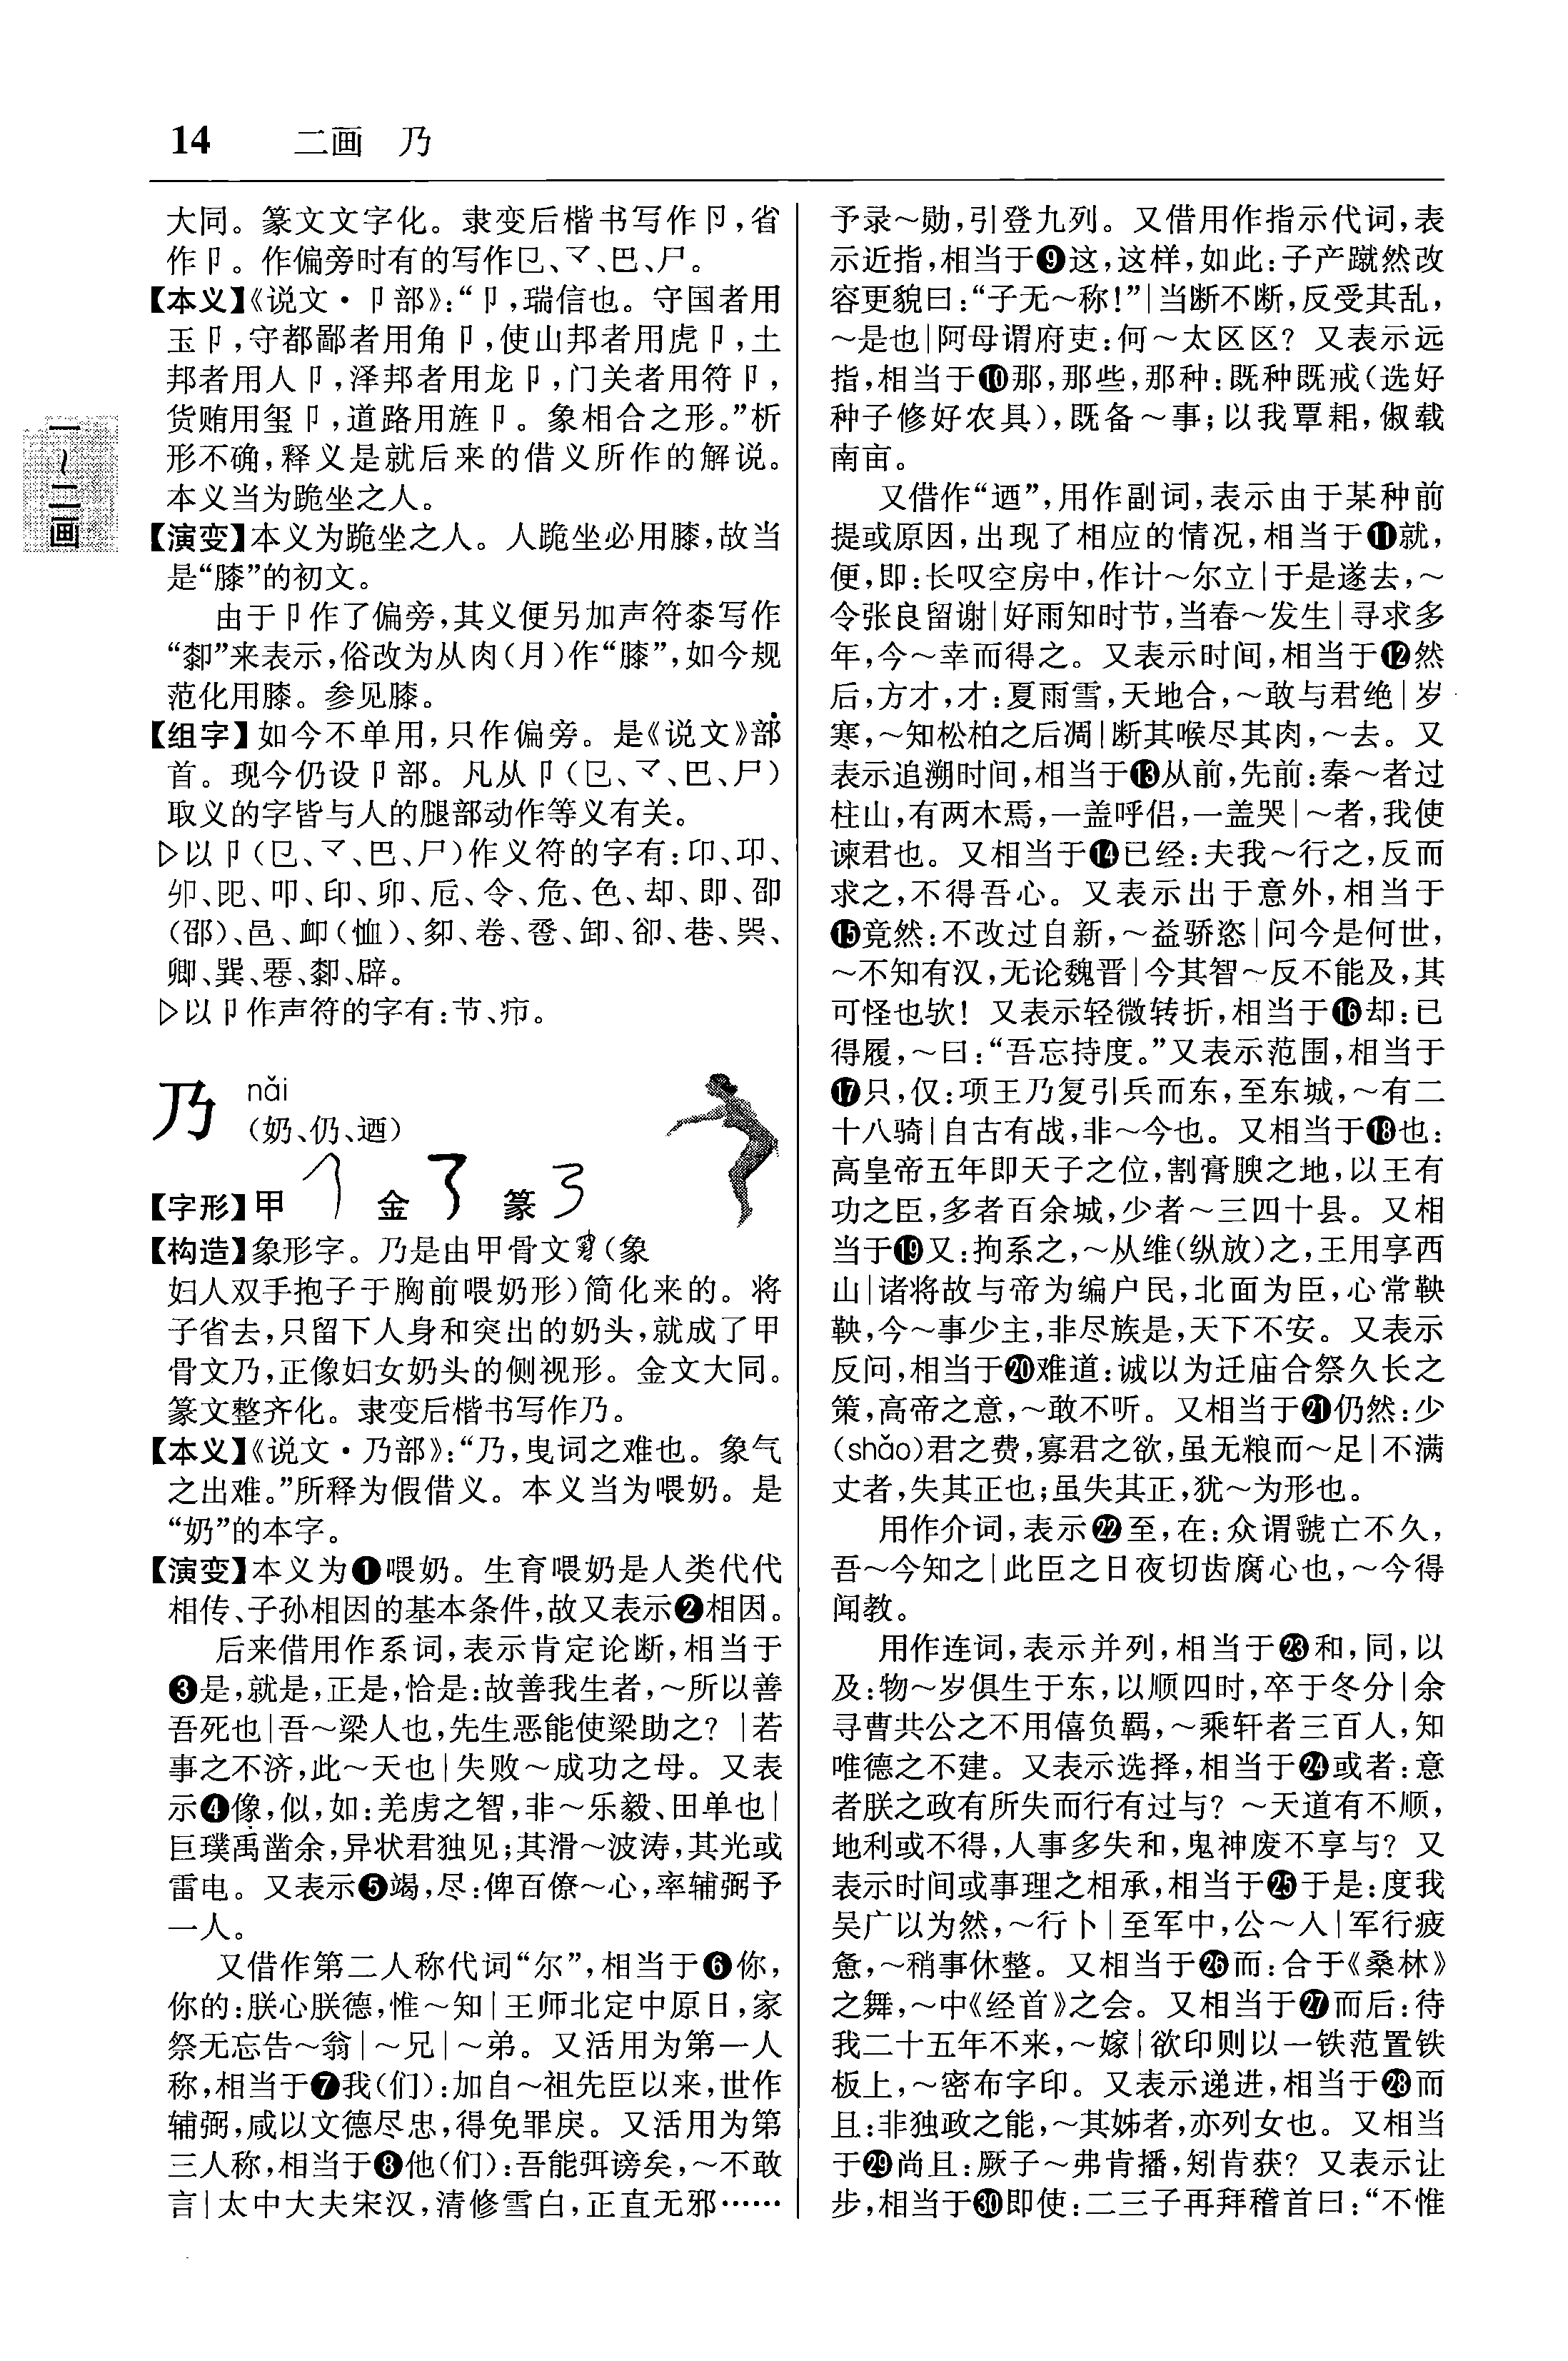 14 二画 乃
一~二画
大同。篆文文字化。隶变后楷书写作卪,省
作卩。作偏旁时有的写作㔾、龴、巴、尸。
【本义】《说文·卩部》:“卩,瑞信也。守国者用
玉卩,守都鄙者用角卩,使山邦者用虎卩,土
邦者用人卩,泽邦者用龙卩,门关者用符卩,
货贿用玺卩,道路用旌卩。象相合之形。”析
形不确,释义是就后来的借义所作的解说。
本义当为跪坐之人。
【演变】本义为跪坐之人。人跪坐必用膝,故当
是“膝”的初文。
由于卩作了偏旁,其义便另加声符桼写作
“厀”来表示,俗改为从肉(月)作“膝”,如今规
范化用膝。参见膝。
【组字】如今不单用,只作偏旁。是《说文》部
首。现今仍设卩部。凡从卩(㔾、龴、巴、尸)
取义的字皆与人的腿部动作等义有关。
▷以卩(㔾、龴、巴、尸)作义符的字有:卬、邛、
夘、叩、印、卯、卮、令、危、色、却、即、卲
(邵)、邑、卹(恤)、卷、卸、郤、巷、
卿、巽、厀、辟。
▷以卩作声符的字有:节、疖。
乃 nǎi
(奶、仍、迺)
【字形】甲 金 篆
【构造】象形字。乃是由甲骨文(象
妇人双手抱子于胸前喂奶形)简化来的。将
子省去,只留下人身和突出的奶头,就成了甲
骨文乃,正像妇女奶头的侧视形。金文大同。
篆文整齐化。隶变后楷书写作乃。
【本义】《说文·乃部》:“乃,曳词之难也。象气
之出难。”所释为假借义。本义当为喂奶。是
“奶”的本字。
【演变】本义为❶喂奶。生育喂奶是人类代代
相传、子孙相因的基本条件,故又表示❷相因。
后来借用作系词,表示肯定论断,相当于
❸是,就是,正是,恰是:故善我生者,～所以善
吾死也|吾～梁人也,先生恶能使梁助之?|若
事之不济,此～天也|失败～成功之母。又表
示❹像,似,如:羌虏之智,非～乐毅、田单也|
巨璞禹凿余,异状君独见;其滑～波涛,其光或
雷电。又表示❺竭,尽:俾百僚～心,率辅弼予
一人。
又借作第二人称代词“尔”,相当于❻你,
你的:朕心朕德,惟～知|王师北定中原日,家
祭无忘告～翁|～兄|～弟。又活用为第一人
称,相当于❼我(们):加自～祖先臣以来,世作
辅弼,咸以文德尽忠,得免罪戾。又活用为第
三人称,相当于❽他(们):吾能弭谤矣,～不敢
言|太中大夫宋汉,清修雪白,正直无邪……
予录～勋,引登九列。又借用作指示代词,表
示近指,相当于❾这,这样,如此:子产蹴然改
容更貌曰:“子无～称!”|当断不断,反受其乱,
～是也|阿母谓府吏:何～太区区?又表示远
指,相当于❿那,那些,那种:既种既戒(选好
种子修好农具),既备～事;以我覃耜,俶载
南亩。
又借作“迺”,用作副词,表示由于某种前
提或原因,出现了相应的情况,相当于⓫就,
便,即:长叹空房中,作计～尔立|于是遂去,～
令张良留谢|好雨知时节,当春～发生|寻求多
年,今～幸而得之。又表示时间,相当于⓬然
后,方才,才:夏雨雪,天地合,～敢与君绝|岁
寒,～知松柏之后凋|断其喉尽其肉,～去。又
表示追溯时间,相当于⓭从前,先前:秦～者过
柱山,有两木焉,一盖呼侣,一盖哭|～者,我使
谏君也。又相当于⓮已经:夫我～行之,反而
求之,不得吾心。又表示出于意外,相当于
⓯竟然:不改过自新,～益骄恣|问今是何世,
～不知有汉,无论魏晋|今其智～反不能及,其
可怪也欤!又表示轻微转折,相当于⓰却:已
得履,～曰:“吾忘持度。”又表示范围,相当于
⓱只,仅:项王乃复引兵而东,至东城,～有二
十八骑|自古有战,非～今也。又相当于⓲也:
高皇帝五年即天子之位,割膏腴之地,以王有
功之臣,多者百余城,少者～三四十县。又相
当于⓳又:拘系之,～从维(纵放)之,王用享西
山|诸将故与帝为编户民,北面为臣,心常鞅
鞅,今～事少主,非尽族是,天下不安。又表示
反问,相当于⓴难道:诚以为迁庙合祭久长之
策,高帝之意,～敢不听。又相当于㉑仍然:少
(shǎo)君之费,寡君之欲,虽无粮而～足|不满
丈者,失其正也;虽失其正,犹～为形也。
用作介词,表示㉒至,在:众谓虢亡不久,
吾～今知之|此臣之日夜切齿腐心也,～今得
闻教。
用作连词,表示并列,相当于㉓和,同,以
及:物～岁俱生于东,以顺四时,卒于冬分|余
寻曹共公之不用僖负羁,～乘轩者三百人,知
唯德之不建。又表示选择,相当于㉔或者:意
者朕之政有所失而行有过与?～天道有不顺,
地利或不得,人事多失和,鬼神废不享与?又
表示时间或事理之相承,相当于㉕于是:度我
吴广以为然,～行卜|至军中,公～入|军行疲
惫,～稍事休整。又相当于㉖而:合于《桑林》
之舞,～中《经首》之会。又相当于㉗而后:待
我二十五年不来,～嫁|欲印则以一铁范置铁
板上,～密布字印。又表示递进,相当于㉘而
且:非独政之能,～其姊者,亦列女也。又相当
于㉙尚且:厥子～弗肯播,矧肯获?又表示让
步,相当于㉚即使:二三子再拜稽首曰:“不惟